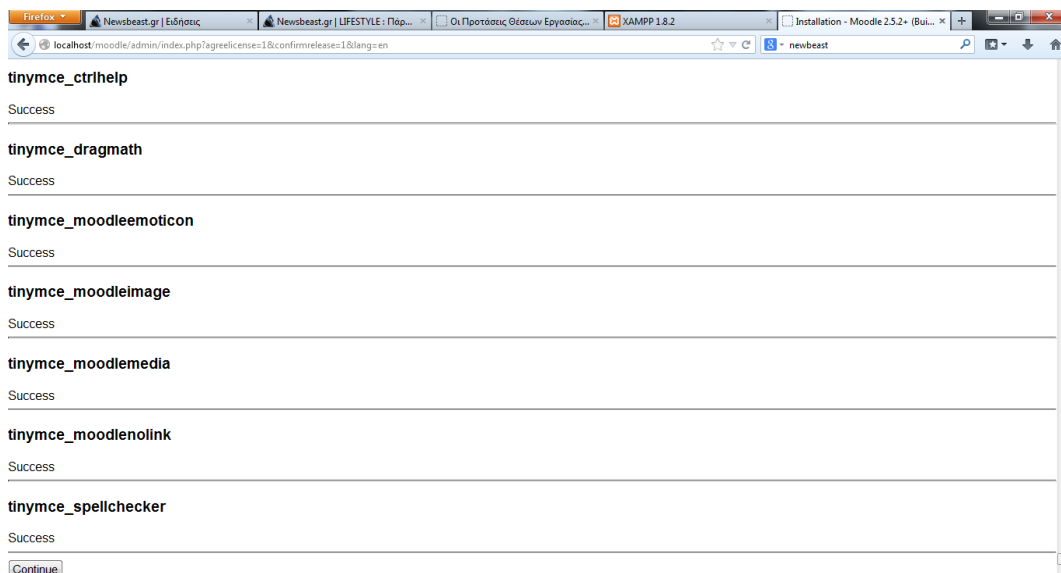 Firefox
Newsbeast.gr | Ειδήσεις
Newsbeast.gr | LIFESTYLE : Πάρ...
Οι Προτάσεις Θέσεων Εργασίας,...
XAMPP 1.8.2
Installation - Moodle 2.5.2+ (Bui...
localhost/moodle/admin/index.php?agreelicense=1&confirmrelease=1&lang=en
newbeast
tinymce_ctrlhelp
Success
tinymce_dragmath
Success
tinymce_moodleemoticon
Success
tinymce_moodleimage
Success
tinymce_moodlemedia
Success
tinymce_moodlenolink
Success
tinymce_spellchecker
Success
Continue